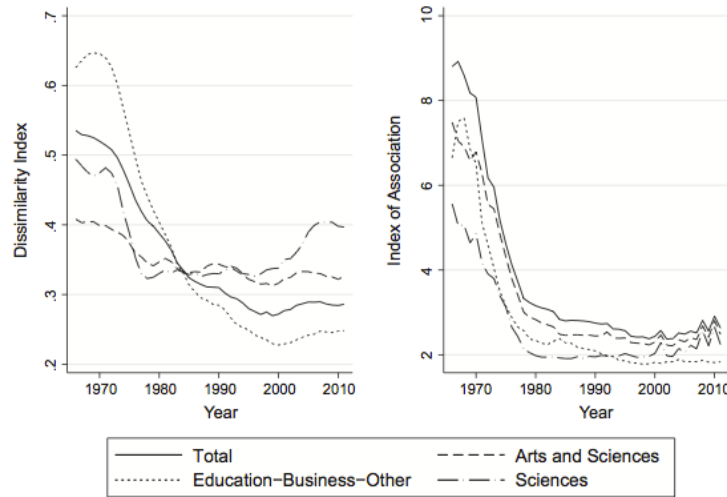 .7
.6
.5
.4
.3
.2
Dissimilarity Index
1970 1980 1990 2000 2010
Year
10
8
6
4
2
Index of Association
1970 1980 1990 2000 2010
Year
Total Arts and Sciences
Education−Business−Other Sciences